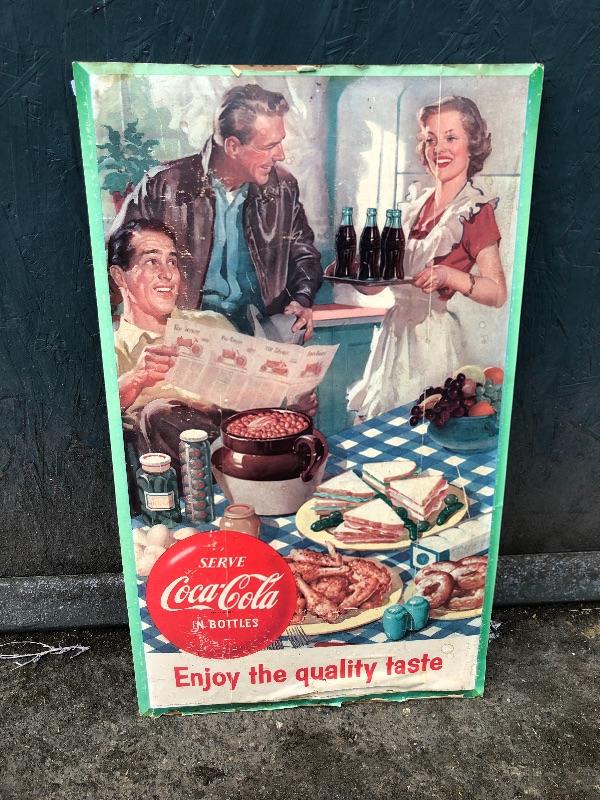 SERVE
Coca-Cola
IN BOTTLES
Enjoy the quality taste